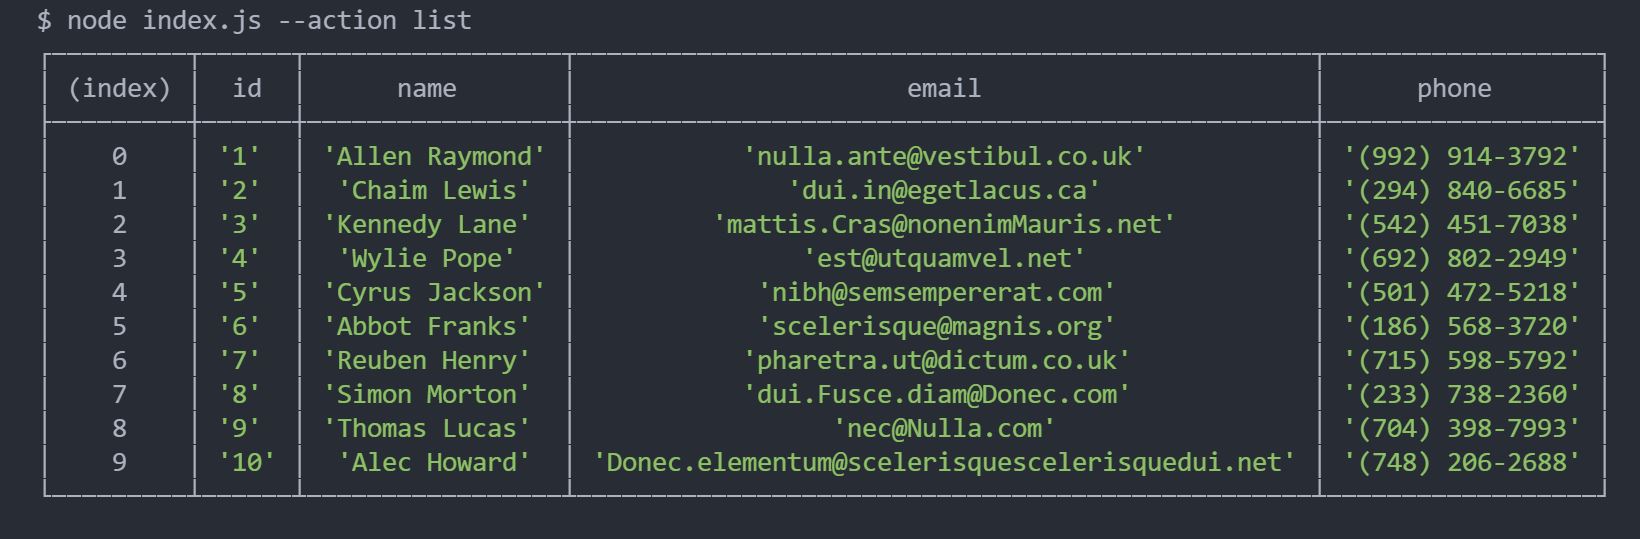 $ node index.js --action list
(index) id name email phone
0 '1' 'Allen Raymond' 'nulla.ante@vestibul.co.uk' '(992) 914-3792'
1 '2' 'Chaim Lewis' 'dui.in@egetlacus.ca' '(294) 840-6685'
2 '3' 'Kennedy Lane' 'mattis.Cras@nonenimMauris.net' '(542) 451-7038'
3 '4' 'Wylie Pope' 'est@utquamvel.net' '(692) 802-2949'
4 '5' 'Cyrus Jackson' 'nibh@semsempererat.com' '(501) 472-5218'
5 '6' 'Abbot Franks' 'scelerisque@magnis.org' '(186) 568-3720'
6 '7' 'Reuben Henry' 'pharetra.ut@dictum.co.uk' '(715) 598-5792'
7 '8' 'Simon Morton' 'dui.Fusce.diam@Donec.com' '(233) 738-2360'
8 '9' 'Thomas Lucas' 'nec@Nulla.com' '(704) 398-7993'
9 '10' 'Alec Howard' 'Donec.elementum@scelerisquescelerisquedui.net' '(748) 206-2688'